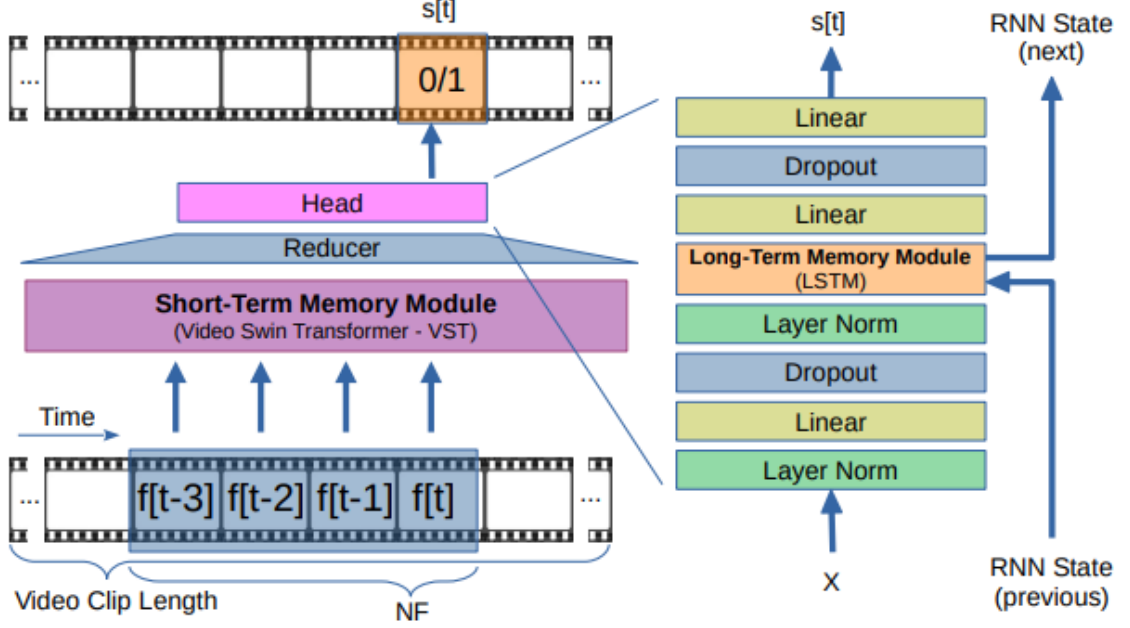 s[t]
...
0/1
...
Head
Reducer
Short-Term Memory Module
(Video Swin Transformer - VST)
Time
...
f[t-3]
f[t-2]
f[t-1]
f[t]
...
Video Clip Length
NF
s[t]
RNN State
(next)
Linear
Dropout
Linear
Long-Term Memory Module
(LSTM)
Layer Norm
Dropout
Linear
Layer Norm
X
RNN State
(previous)